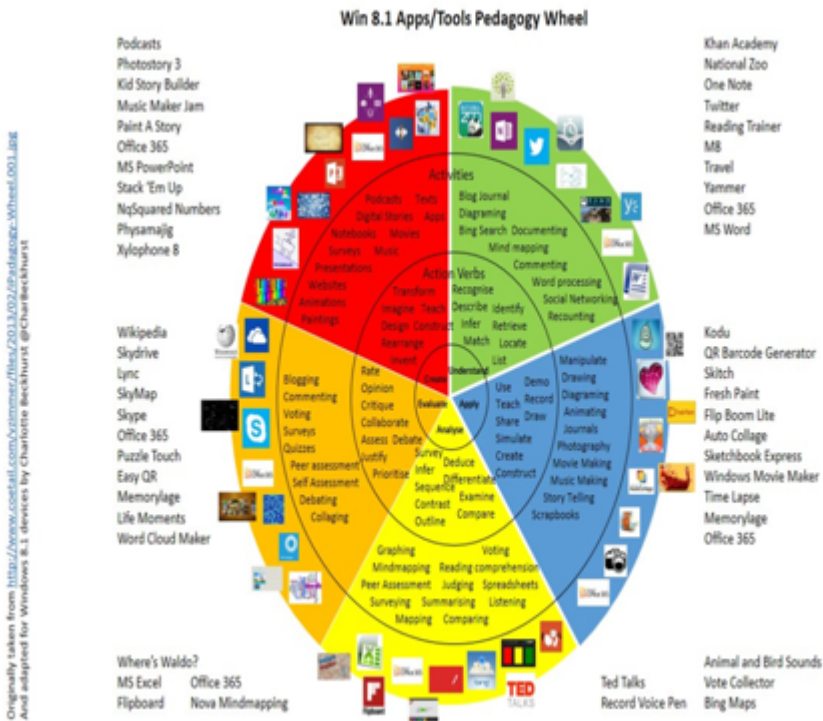 Win 8.1 Apps/Tools Pedagogy Wheel
Podcasts
Photostory 3
Kid Story Builder
Music Maker Jam
Paint A Story
Office 365
MS PowerPoint
Stack 'Em Up
NqSquared Numbers
Physamajig
Xylophone 8
Khan Academy
National Zoo
One Note
Twitter
Reading Trainer
M8
Travel
Yammer
Office 365
MS Word
Activities
Podcasts Texts
Digital Stories Apps
Notebooks Movies
Surveys Music
Presentations
Websites
Animations
Paintings
Blog Journal
Diagraming
Bing Search Documenting
Mind mapping
Commenting
Word processing
Social Networking
Recounting
Action Verbs
Transform
Imagine Teach
Design Construct
Rearrange
Invent
Recognise
Describe Identify
Infer Retrieve
Match Locate
List
Create
Understand
Evaluate
Apply
Analyse
Wikipedia
Skydrive
Lync
SkyMap
Skype
Office 365
Puzzle Touch
Easy QR
Memorylage
Life Moments
Word Cloud Maker
Blogging
Commenting
Voting
Surveys
Quizzes
Peer assessment
Self Assessment
Debating
Collaging
Rate
Opinion
Critique
Collaborate
Assess Debate
Justify
Prioritise
Use Demo
Teach Record
Share Draw
Simulate
Create
Construct
Manipulate
Drawing
Diagraming
Animating
Journals
Photography
Movie Making
Music Making
Story Telling
Scrapbooks
Kodu
QR Barcode Generator
Skitch
Fresh Paint
Flip Boom Lite
Auto Collage
Sketchbook Express
Windows Movie Maker
Time Lapse
Memorylage
Office 365
Survey
Infer Deduce
Sequence Differentiate
Contrast Examine
Outline Compare
Graphing Voting
Mindmapping Reading comprehension
Peer Assessment Judging Spreadsheets
Surveying Summarising Listening
Mapping Comparing
Where's Waldo?
MS Excel Office 365
Flipboard Nova Mindmapping
Flipboard
TED
TALKS
Ted Talks
Record Voice Pen
Animal and Bird Sounds
Vote Collector
Bing Maps
Originally taken from http://www.coetail.com/vzimmer/files/2013/02/iPadagogy-Wheel.001.jpg
And adapted for Windows 8.1 devices by Charlotte Beckhurst @CharBeckhurst